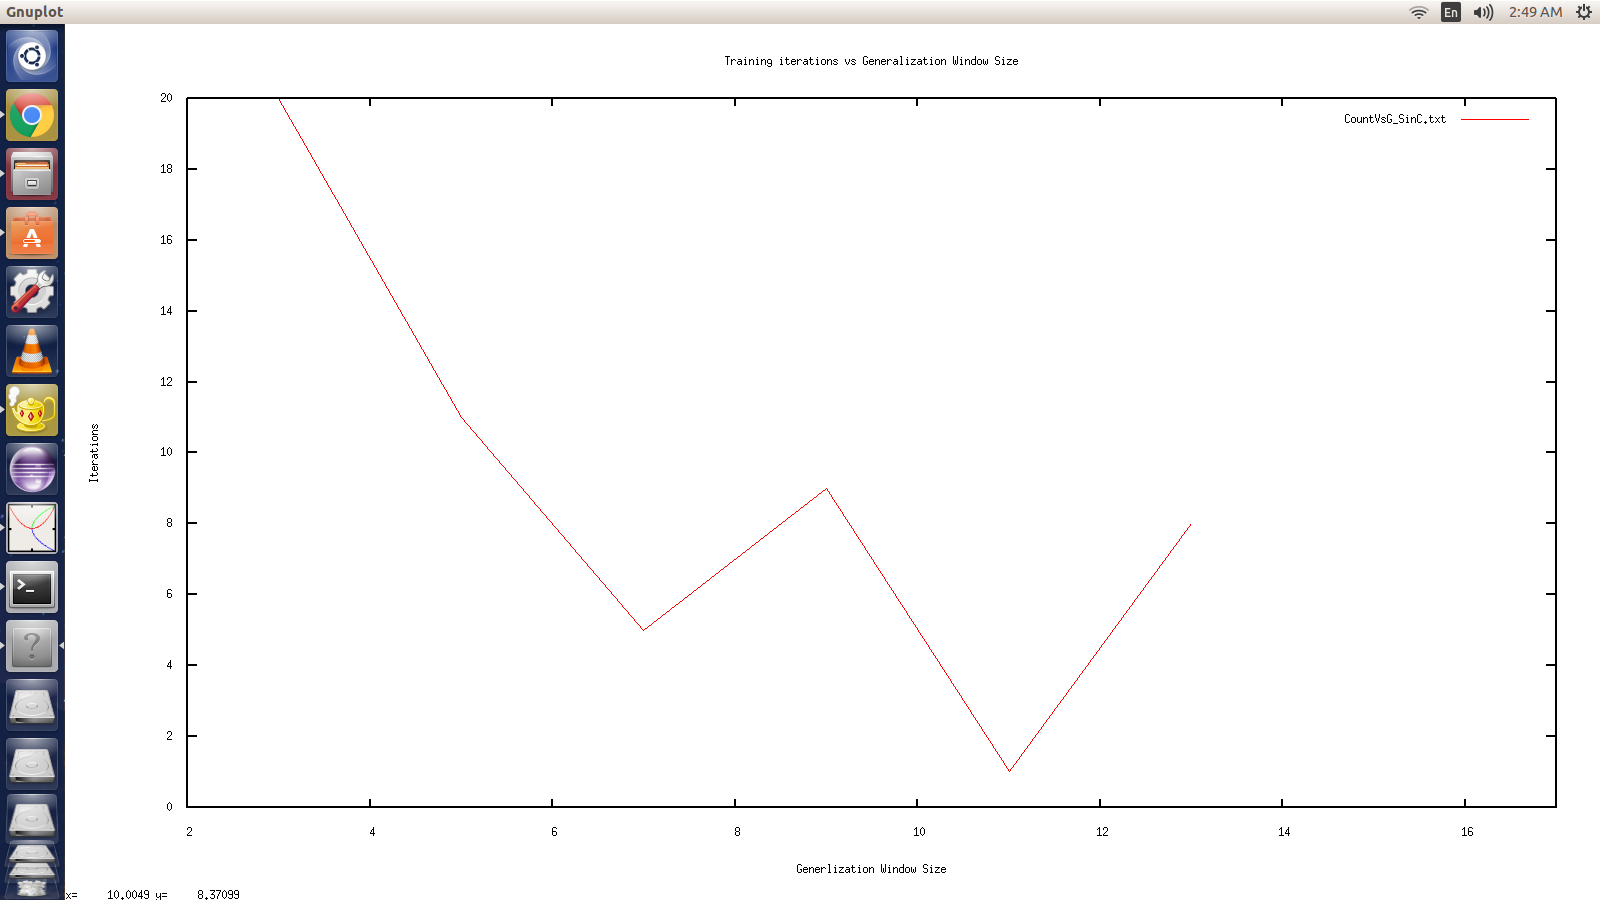 Gnuplot
En
2:49 AM
Training iterations vs Generalization Window Size
CountVsG_SinC.txt
20
18
16
14
12
10
8
6
4
2
0
Iterations
2 4 6 8 10 12 14 16
Generlization Window Size
x= 10.0049 y= 8.37099